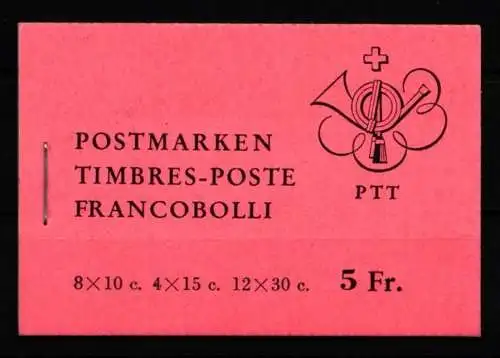 POSTMARKEN
TIMBRES-POSTE
FRANCOBOLLI
PTT
8×10 c. 4×15 c. 12×30 c. 5 Fr.